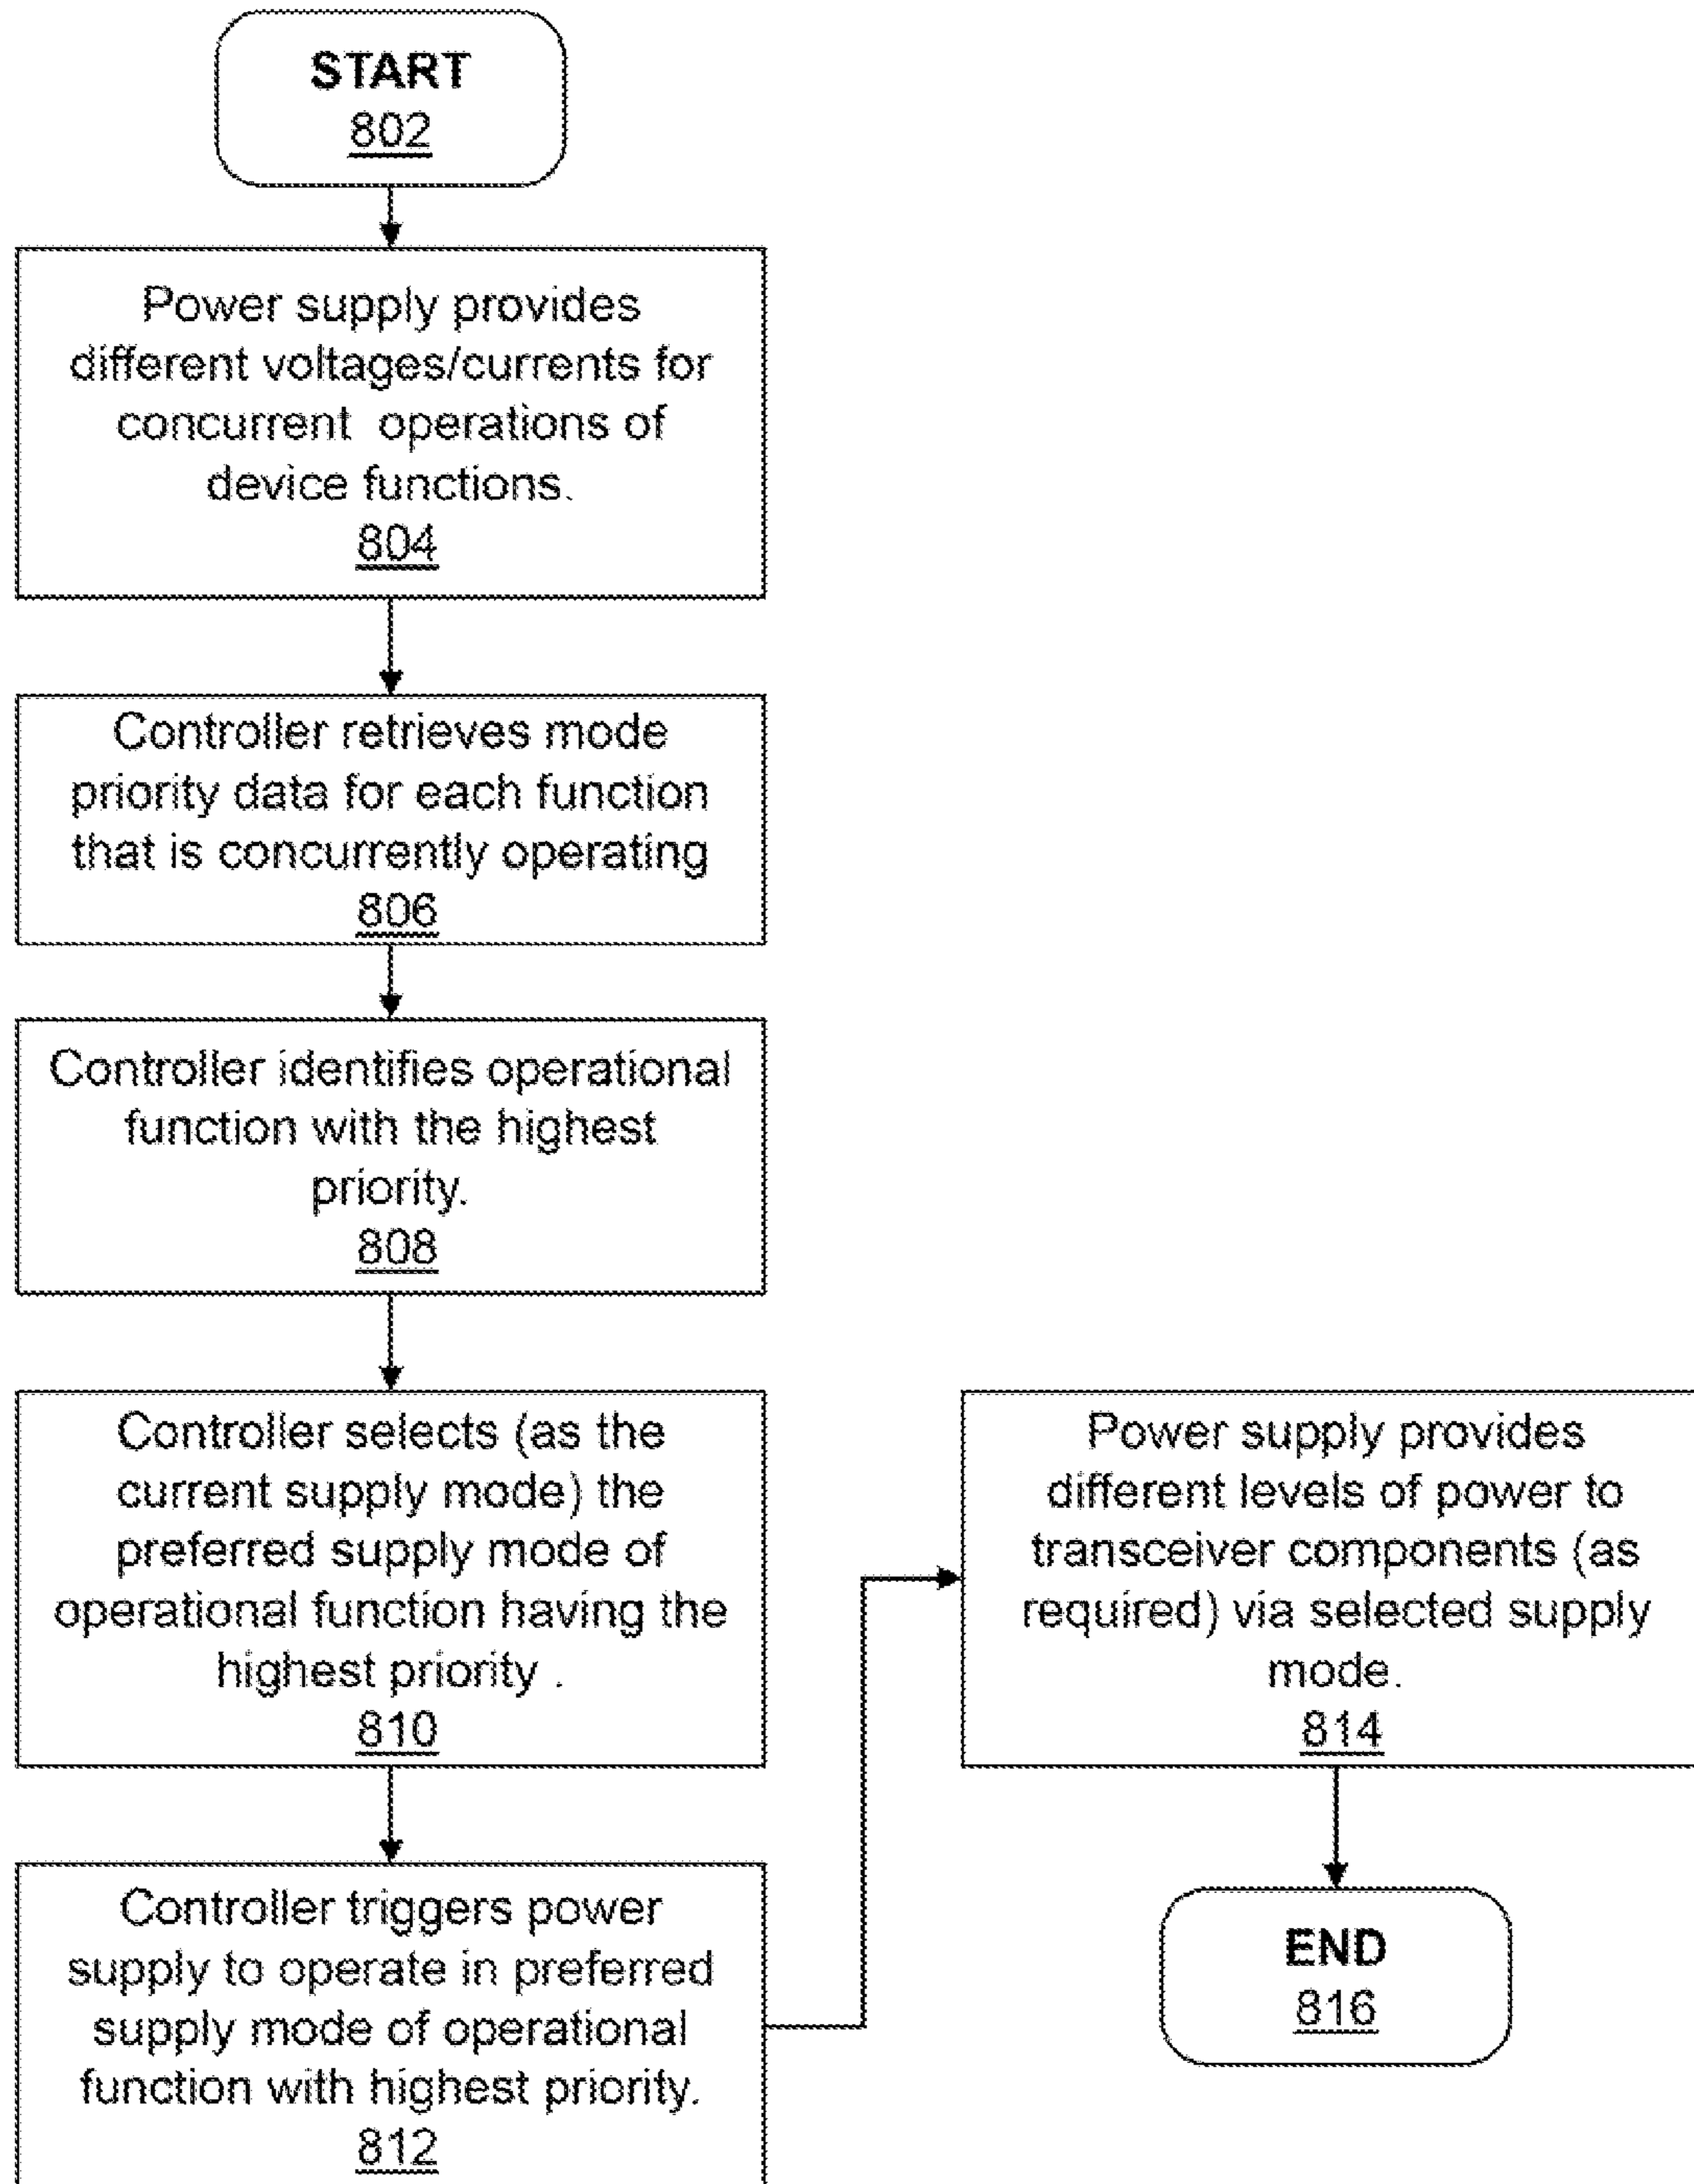 START
802
Power supply provides
different voltages/currents for
concurrent operations of
device functions.
804
Controller retrieves mode
priority data for each function
that is concurrently operating
806
Controller identifies operational
function with the highest
priority.
808
Controller selects (as the
current supply mode) the
preferred supply mode of
operational function having the
highest priority .
810
Controller triggers power
supply to operate in preferred
supply mode of operational
function with highest priority.
812
Power supply provides
different levels of power to
transceiver components (as
required) via selected supply
mode.
814
END
816